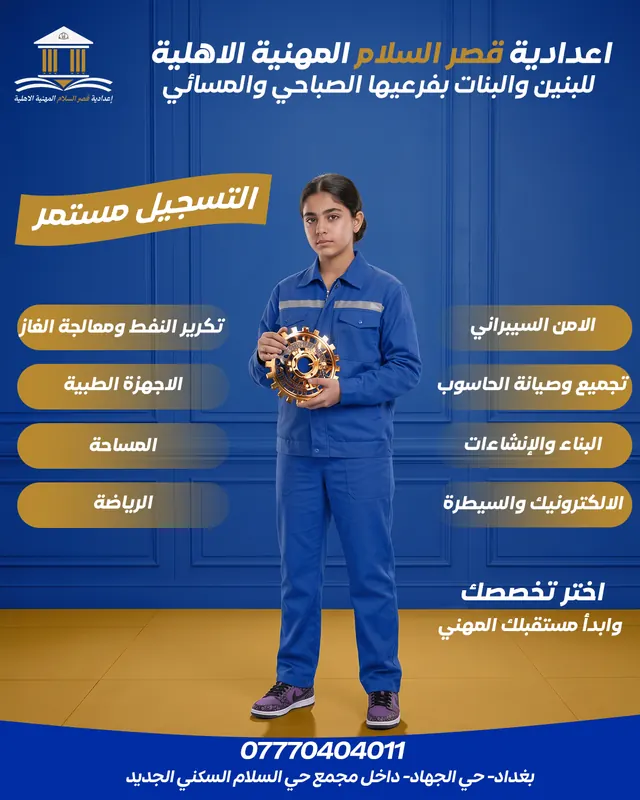 اعدادية قصر السلام المهنية الاهلية
للبنين والبنات بفرعيها الصباحي والمسائي
اعدادية قصر السلام المهنية الاهلية
التسجيل مستمر
الامن السيبراني
تجميع وصيانة الحاسوب
البناء والإنشاءات
الالكترونيك والسيطرة
تكرير النفط ومعالجة الغاز
الاجهزة الطبية
المساحة
الرياضة
اختر تخصصك
وابدأ مستقبلك المهني
07770404011
بغداد- حي الجهاد- داخل مجمع حي السلام السكني الجديد